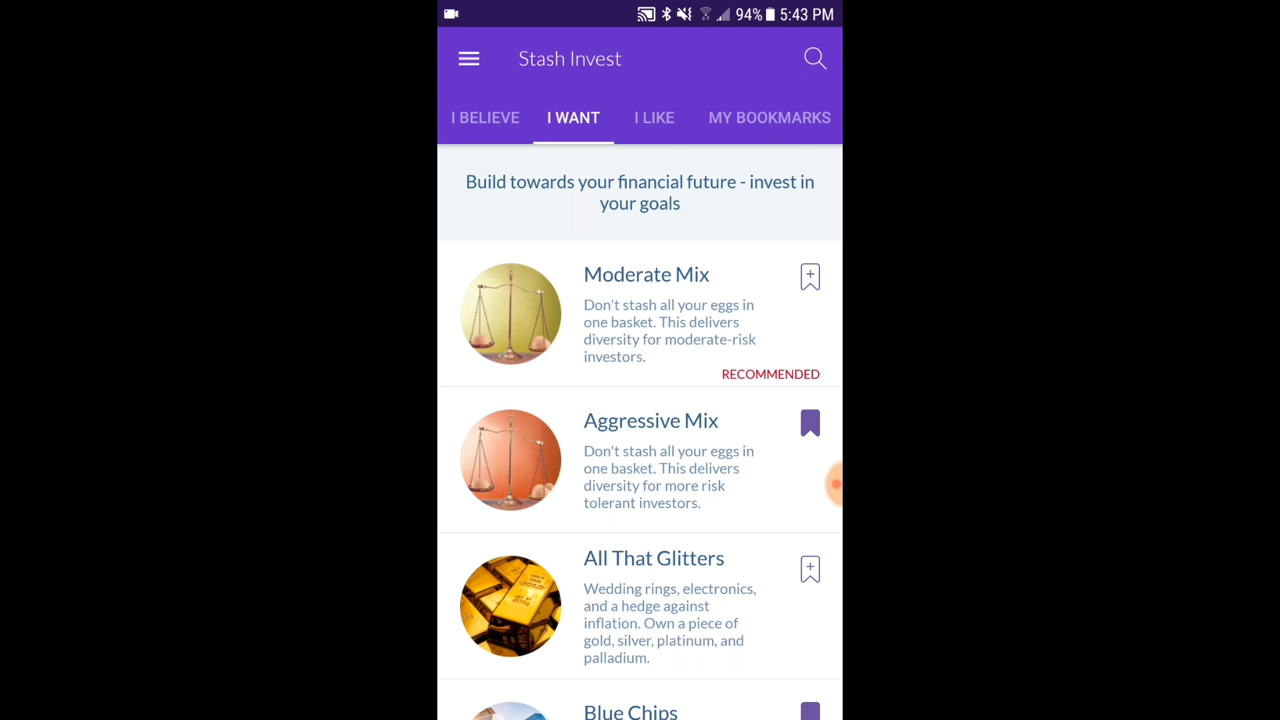 94% 5:43 PM
Stash Invest
I BELIEVE I WANT I LIKE MY BOOKMARKS
Build towards your financial future - invest in
your goals
Moderate Mix
Don't stash all your eggs in
one basket. This delivers
diversity for moderate-risk
investors.
RECOMMENDED
Aggressive Mix
Don't stash all your eggs in
one basket. This delivers
diversity for more risk
tolerant investors.
All That Glitters
Wedding rings, electronics,
and a hedge against
inflation. Own a piece of
gold, silver, platinum, and
palladium.
Blue Chips